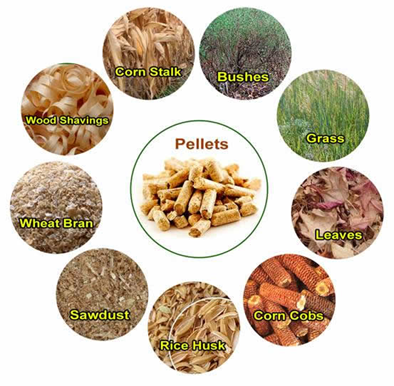 Corn Stalk
Bushes
Wood Shavings
Grass
Pellets
Wheat Bran
Leaves
Sawdust
Corn Cobs
Rice Husk